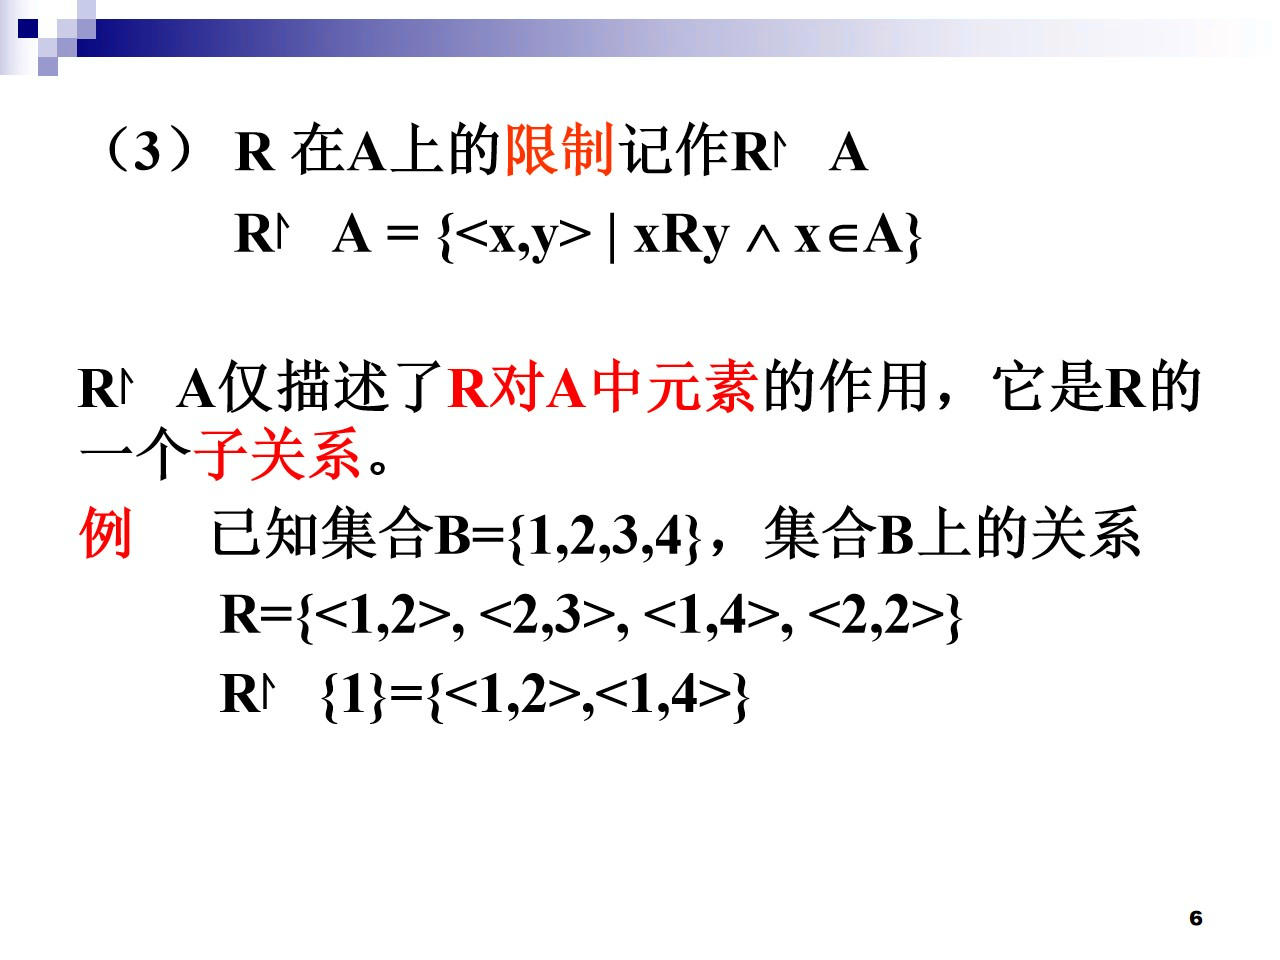 （3） R 在A上的限制记作R↾ A
R↾ A = {<x,y> | xRy ∧ x∈A}
R↾ A仅描述了R对A中元素的作用，它是R的
一个子关系。
例 已知集合B={1,2,3,4}，集合B上的关系
R={<1,2>, <2,3>, <1,4>, <2,2>}
R↾ {1}={<1,2>,<1,4>}
6